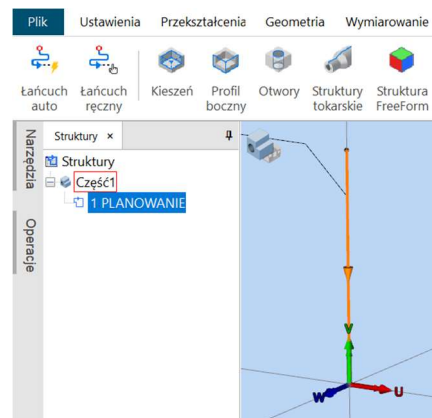 Plik Ustawienia Przekształcenia Geometria Wymiarowanie
Łańcuch auto
Łańcuch ręczny
Kieszeń
Profil boczny
Otwory
Struktury tokarskie
Struktura FreeForm
Narzędzia
Operacje
Struktury ×
Struktury
Część1
1 PLANOWANIE
V
W
U